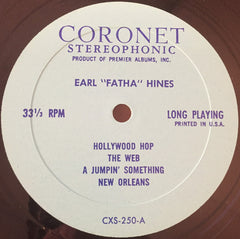 CORONET
STEREOPHONIC
PRODUCT OF PREMIER ALBUMS, INC.
EARL "FATHA" HINES
33⅓ RPM
LONG PLAYING
PRINTED IN U.S.A.
HOLLYWOOD HOP
THE WEB
A JUMPIN' SOMETHING
NEW ORLEANS
CXS-250-A